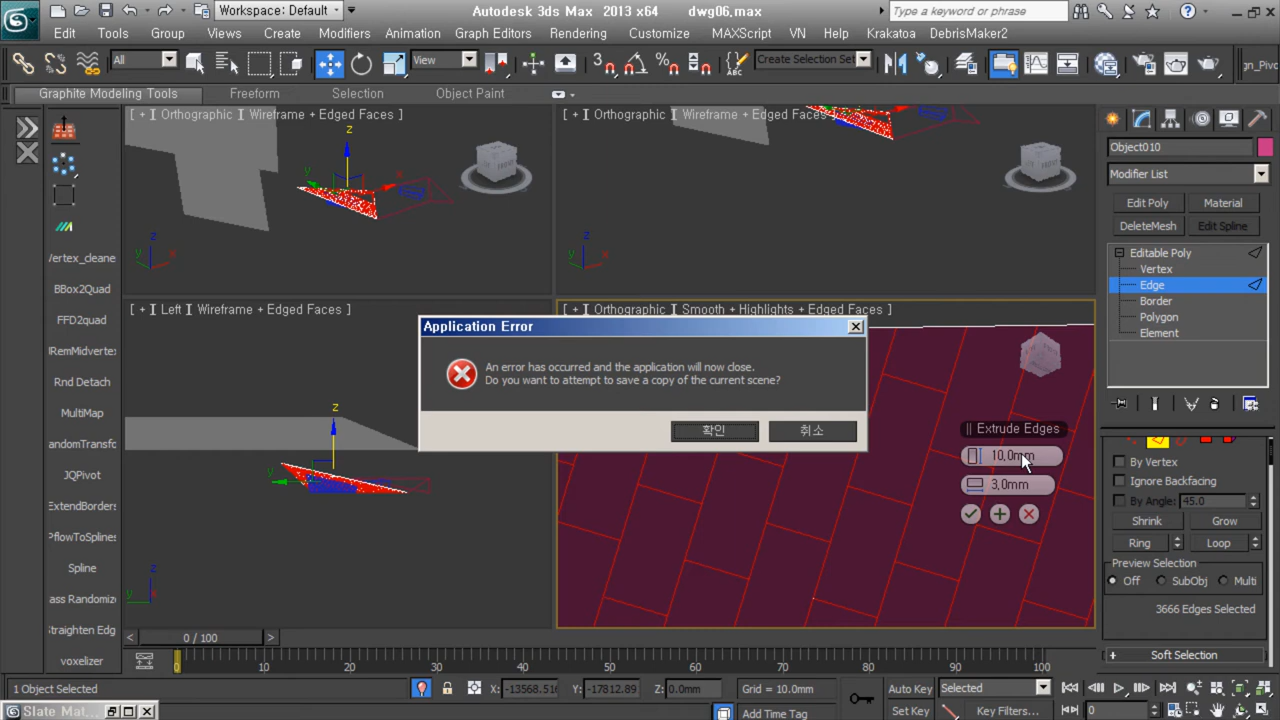 Workspace: Default
Autodesk 3ds Max 2013 x64 dwg06.max
Type a keyword or phrase
Edit Tools Group Views Create Modifiers Animation Graph Editors Rendering Customize MAXScript VN Help Krakatoa DebrisMaker2
All
View
3
Create Selection Set
gn_Pivo
Graphite Modeling Tools Freeform Selection Object Paint
[ + ] Orthographic ] Wireframe + Edged Faces ]
[ + ] Orthographic ] Wireframe + Edged Faces ]
[ + ] Left ] Wireframe + Edged Faces ]
[ + ] Orthographic ] Smooth + Highlights + Edged Faces ]
/ertex_cleane
BBox2Quad
FFD2quad
RemMidvertex
Rnd Detach
MultiMap
andomTransfo
JQPivot
ExtendBorders
PflowToSplines
Spline
ass Randomize
traighten Edg
voxelizer
Application Error
An error has occurred and the application will now close.
Do you want to attempt to save a copy of the current scene?
확인
취소
Extrude Edges
10,0mm
3,0mm
Object010
Modifier List
Edit Poly Material
DeleteMesh Edit Spline
Editable Poly
Vertex
Edge
Border
Polygon
Element
By Vertex
Ignore Backfacing
By Angle: 45.0
Shrink Grow
Ring Loop
Preview Selection
Off SubObj Multi
3666 Edges Selected
+ Soft Selection
0 / 100
0 10 20 30 40 50 60 70 80 90 100
1 Object Selected
X: -13568.516 Y: -17812.89 Z: 0.0mm
Grid = 10.0mm
Auto Key Selected
Set Key Key Filters...
0
Add Time Tag
Slate Mat...